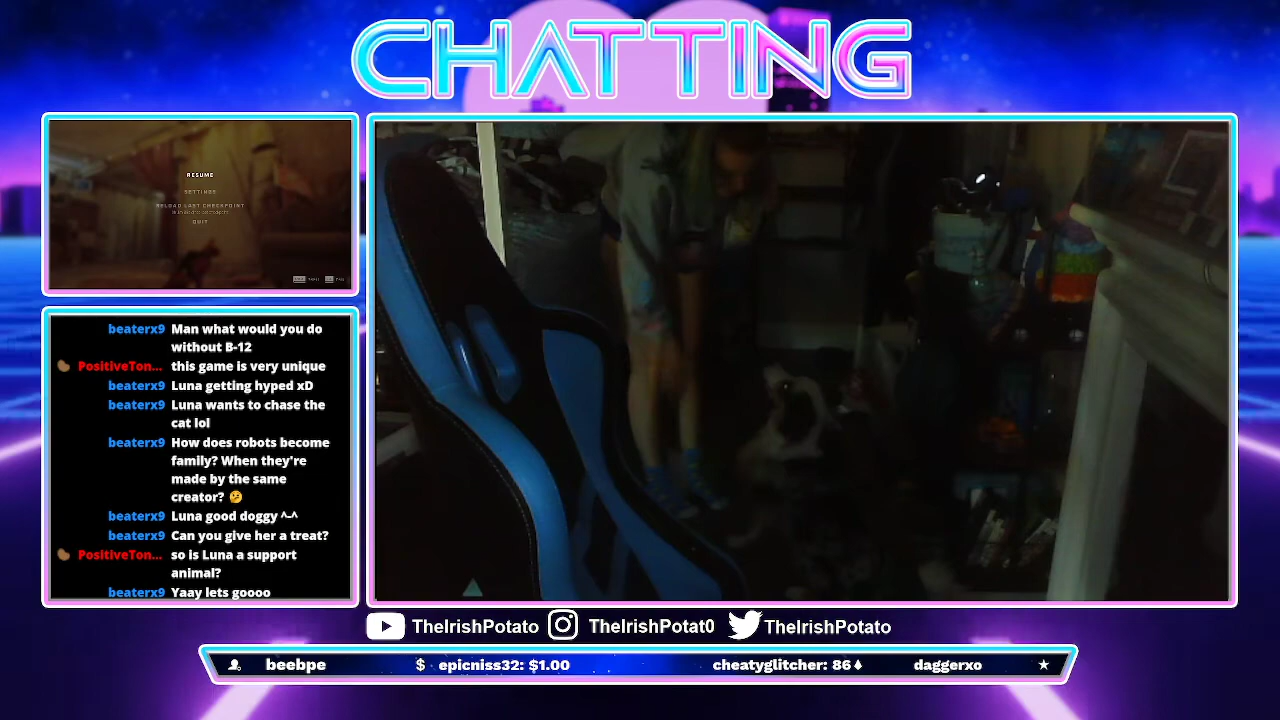 CHATTING
RESUME
SETTINGS
RELOAD LAST CHECKPOINT
QUIT
beaterx9 Man what would you do
without B-12
PositiveTon... this game is very unique
beaterx9 Luna getting hyped xD
beaterx9 Luna wants to chase the
cat lol
beaterx9 How does robots become
family? When they're
made by the same
creator? 🤔
beaterx9 Luna good doggy ^-^
beaterx9 Can you give her a treat?
PositiveTon... so is Luna a support
animal?
beaterx9 Yaay lets goooo
TheIrishPotato TheIrishPotat0 TheIrishPotato
beebpe $ epicniss32: $1.00 cheatyglitcher: 86 daggerxo